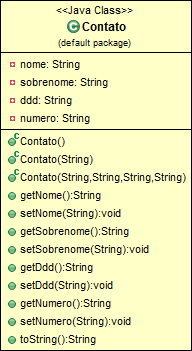 <<Java Class>>
Contato
(default package)
nome: String
sobrenome: String
ddd: String
numero: String
Contato()
Contato(String)
Contato(String,String,String,String)
getNome():String
setNome(String):void
getSobrenome():String
setSobrenome(String):void
getDdd():String
setDdd(String):void
getNumero():String
setNumero(String):void
toString():String